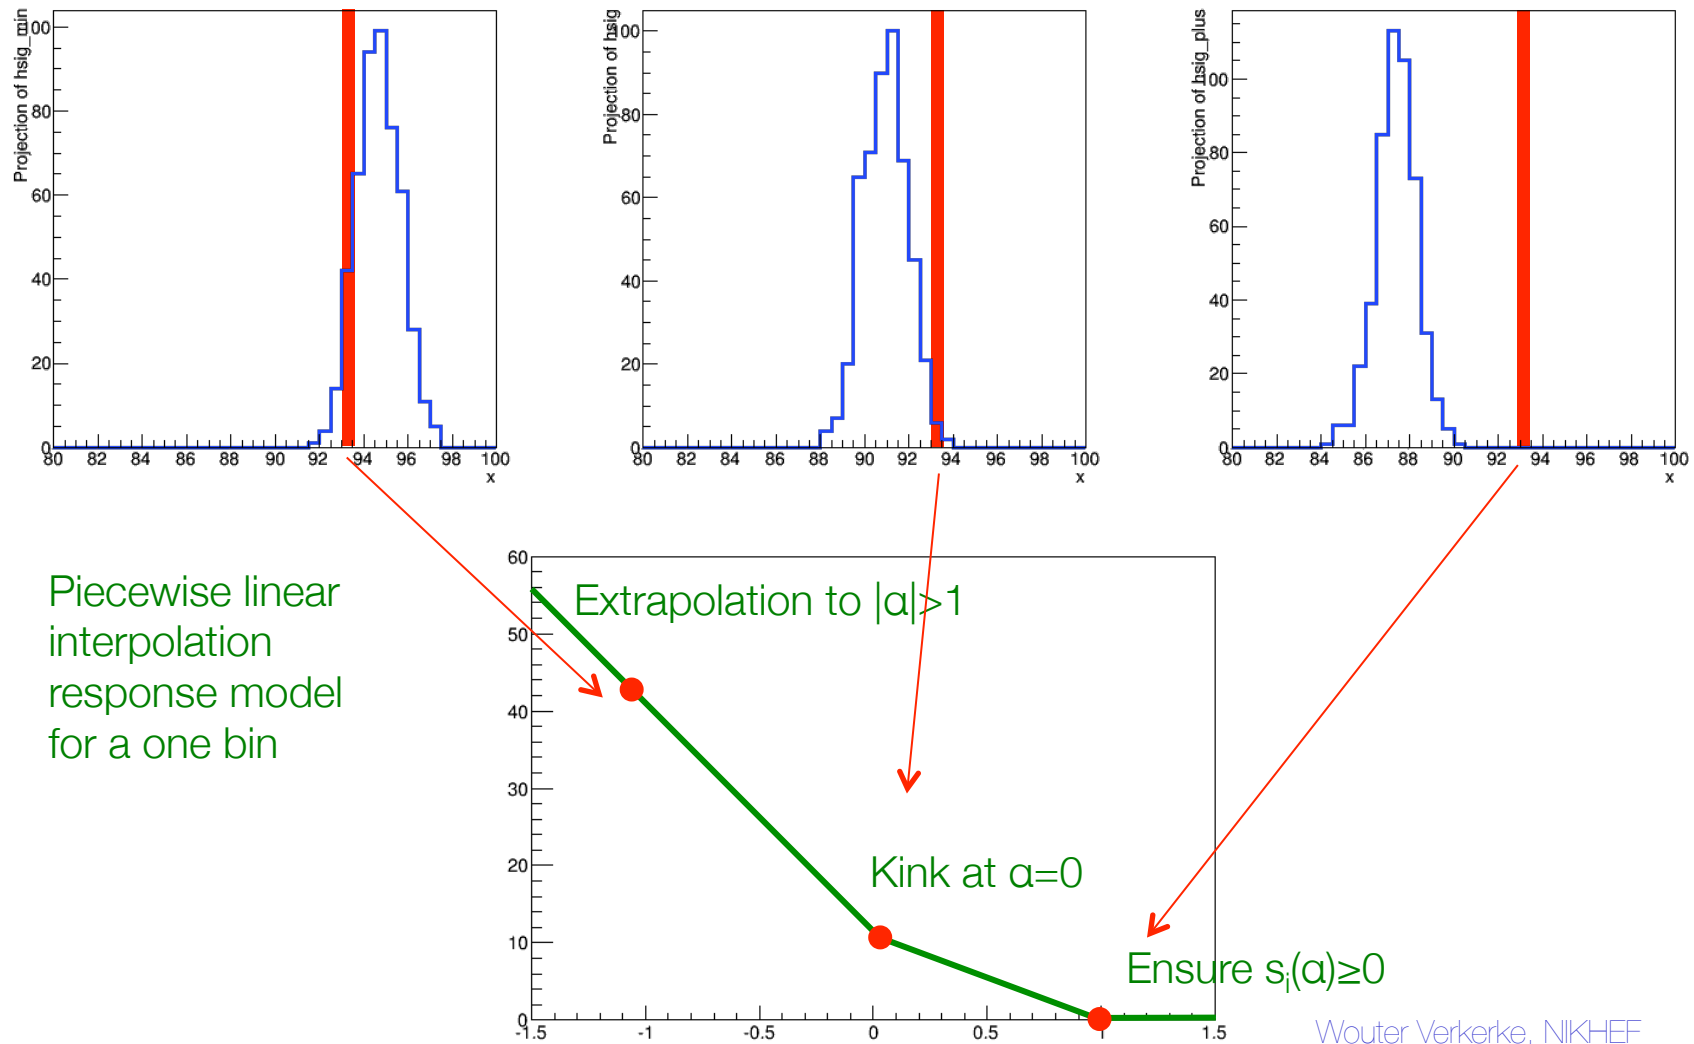 Projection of hsig_min
100
80
60
40
20
0
80 82 84 86 88 90 92 94 96 98 100
x
Projection of hsig
100
80
60
40
20
0
80 82 84 86 88 90 92 94 96 98 100
x
Projection of hsig_plus
100
80
60
40
20
0
80 82 84 86 88 90 92 94 96 98 100
x
Piecewise linear
interpolation
response model
for a one bin
60
50
40
30
20
10
0
-1.5 -1 -0.5 0 0.5 1 1.5
Extrapolation to |α|>1
Kink at α=0
Ensure sᵢ(α)≥0
Wouter Verkerke, NIKHEF